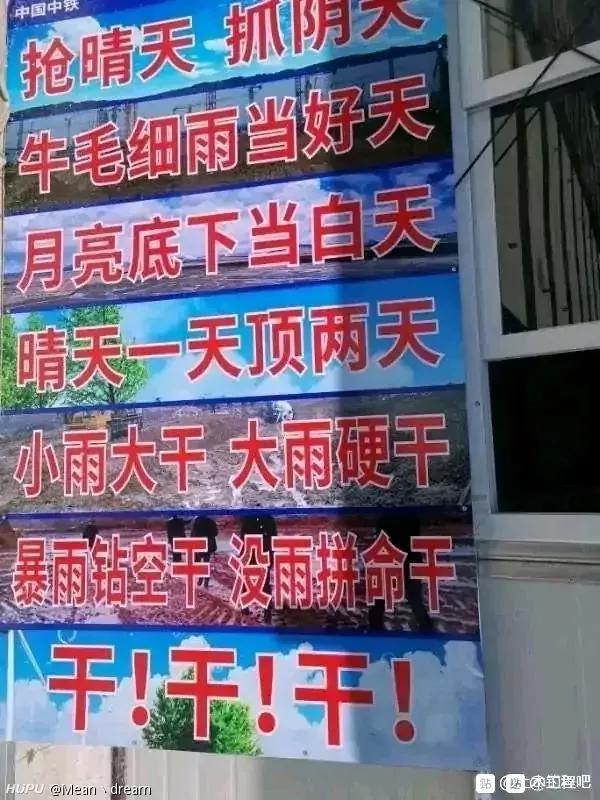 中国中铁
抢晴天 抓阴天
牛毛细雨当好天
月亮底下当白天
晴天一天顶两天
小雨大干 大雨硬干
暴雨钻空干 没雨拼命干
干！干！干！
HUPU @Mean丶dream